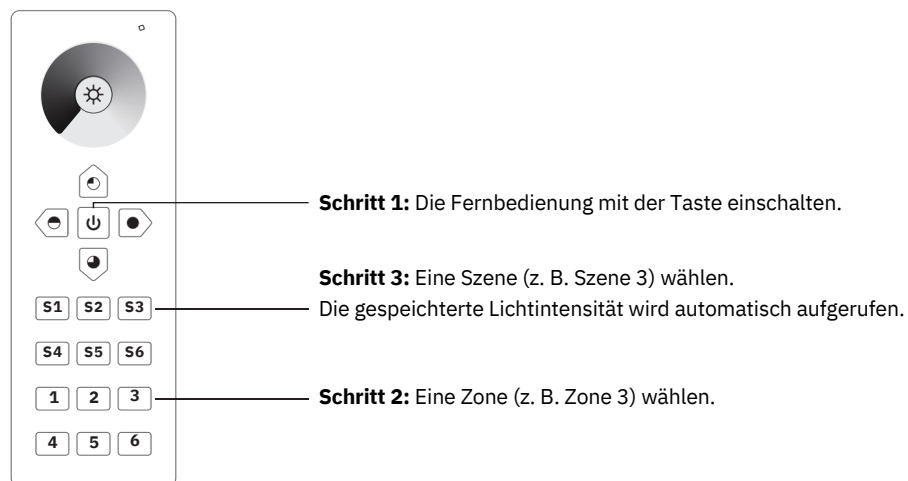 Schritt 1: Die Fernbedienung mit der Taste einschalten.
Schritt 3: Eine Szene (z. B. Szene 3) wählen.
Die gespeicherte Lichtintensität wird automatisch aufgerufen.
S1 S2 S3
S4 S5 S6
Schritt 2: Eine Zone (z. B. Zone 3) wählen.
1 2 3
4 5 6